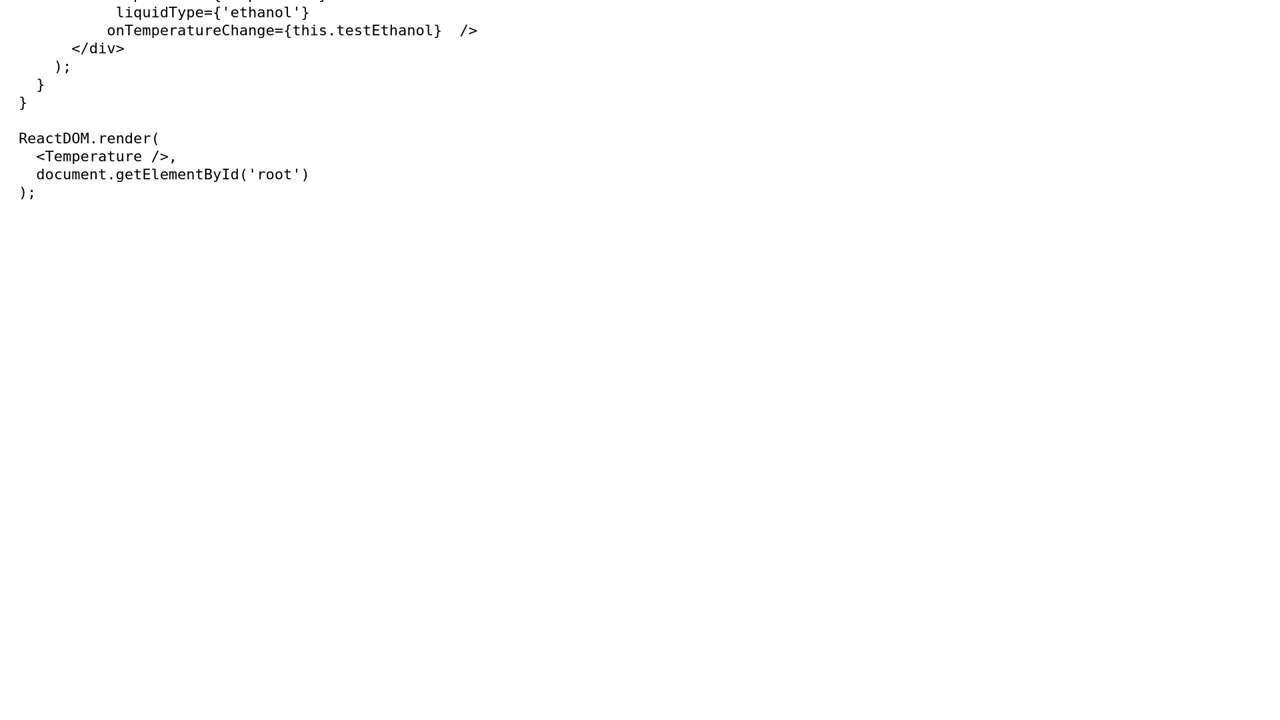 liquidType={'ethanol'}
onTemperatureChange={this.testEthanol}  />
</div>
);
}
}
ReactDOM.render(
<Temperature />,
document.getElementById('root')
);